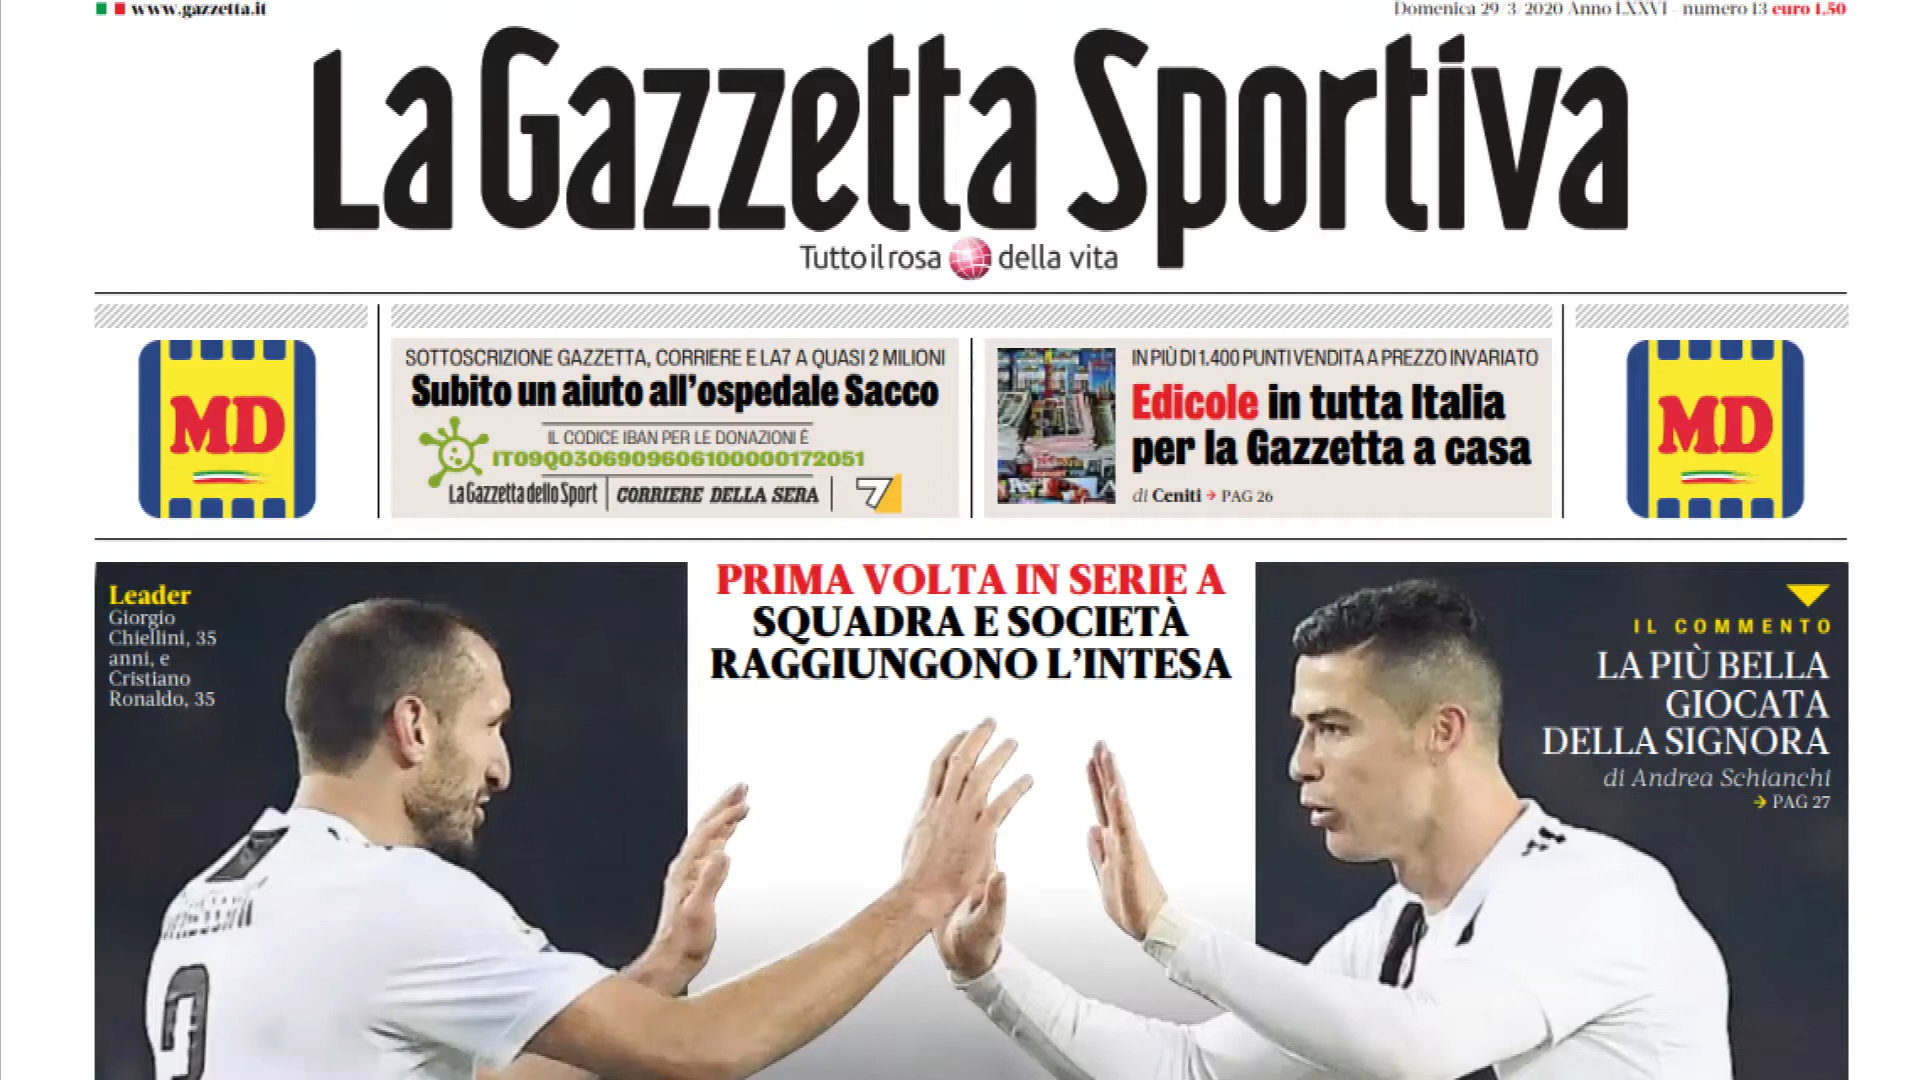 www.gazzetta.it
Domenica 29 3 2020 Anno LXXVI - numero 13 euro 1,50
La Gazzetta Sportiva
Tutto il rosa della vita
MD
SOTTOSCRIZIONE GAZZETTA, CORRIERE E LA7 A QUASI 2 MILIONI
Subito un aiuto all'ospedale Sacco
IL CODICE IBAN PER LE DONAZIONI È
IT09Q0306909606100000172051
La Gazzetta dello Sport CORRIERE DELLA SERA 7
IN PIÙ DI 1.400 PUNTI VENDITA A PREZZO INVARIATO
Edicole in tutta Italia
per la Gazzetta a casa
di Ceniti → PAG 26
MD
Leader
Giorgio
Chiellini, 35
anni, e
Cristiano
Ronaldo, 35
PRIMA VOLTA IN SERIE A
SQUADRA E SOCIETÀ
RAGGIUNGONO L'INTESA
IL COMMENTO
LA PIÙ BELLA
GIOCATA
DELLA SIGNORA
di Andrea Schianchi
→ PAG 27
3